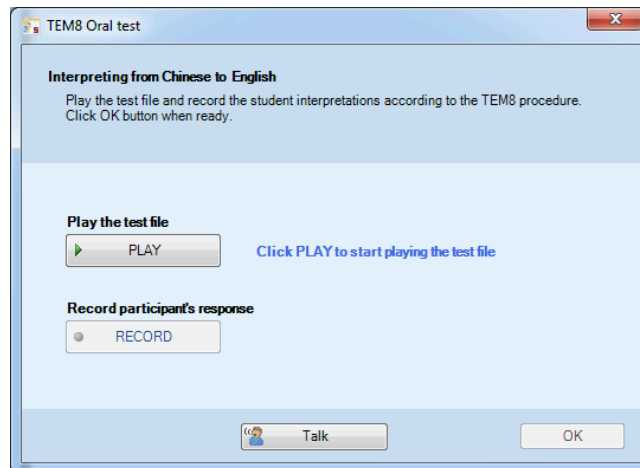 TEM8 Oral test
Interpreting from Chinese to English
Play the test file and record the student interpretations according to the TEM8 procedure.
Click OK button when ready.
Play the test file
PLAY
Click PLAY to start playing the test file
Record participant's response
RECORD
Talk
OK